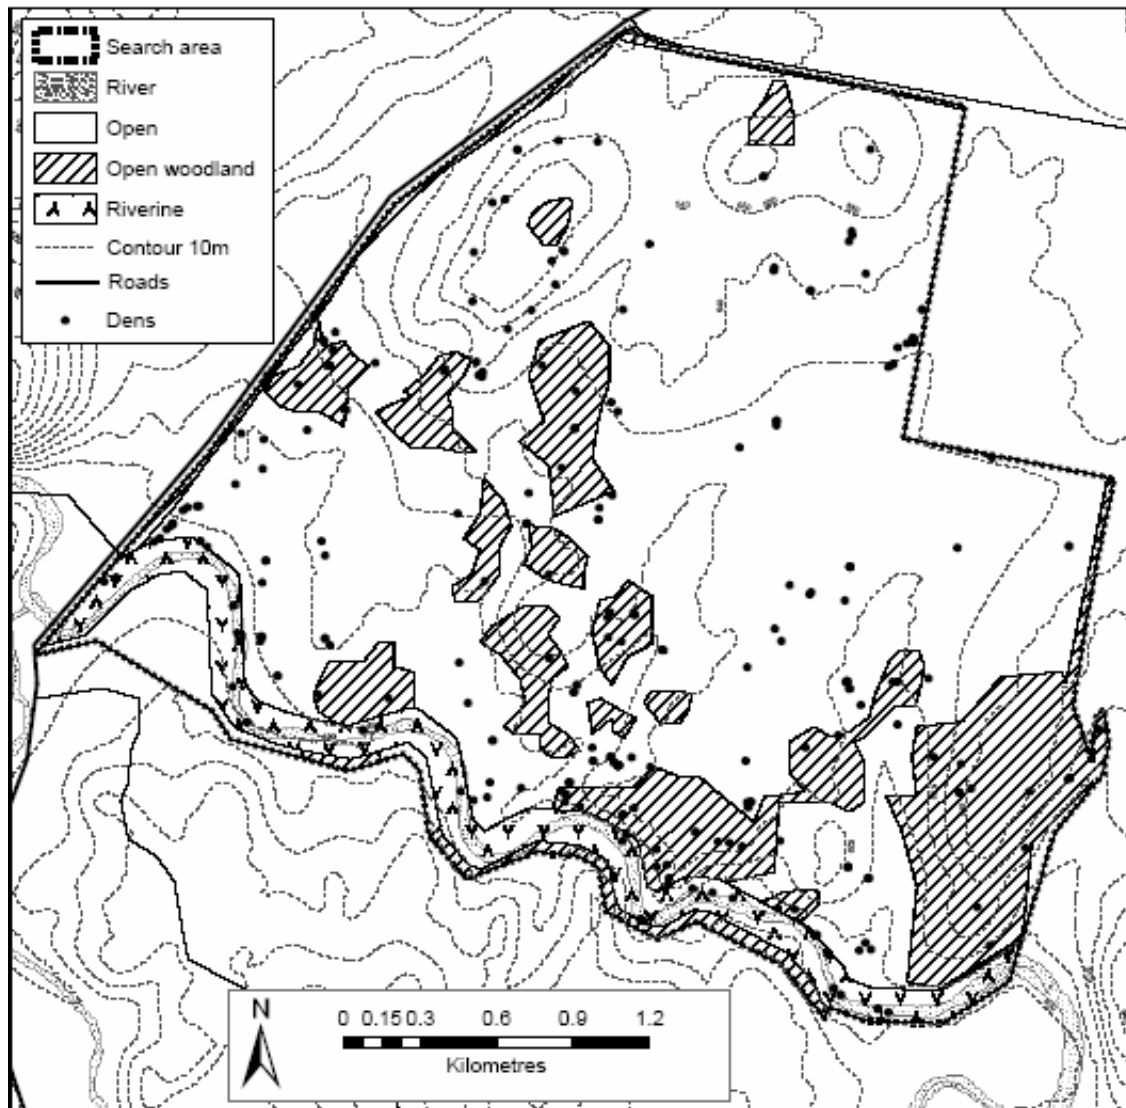 Search area
River
Open
Open woodland
Riverine
Contour 10m
Roads
Dens
N
0 0.15 0.3 0.6 0.9 1.2
Kilometres